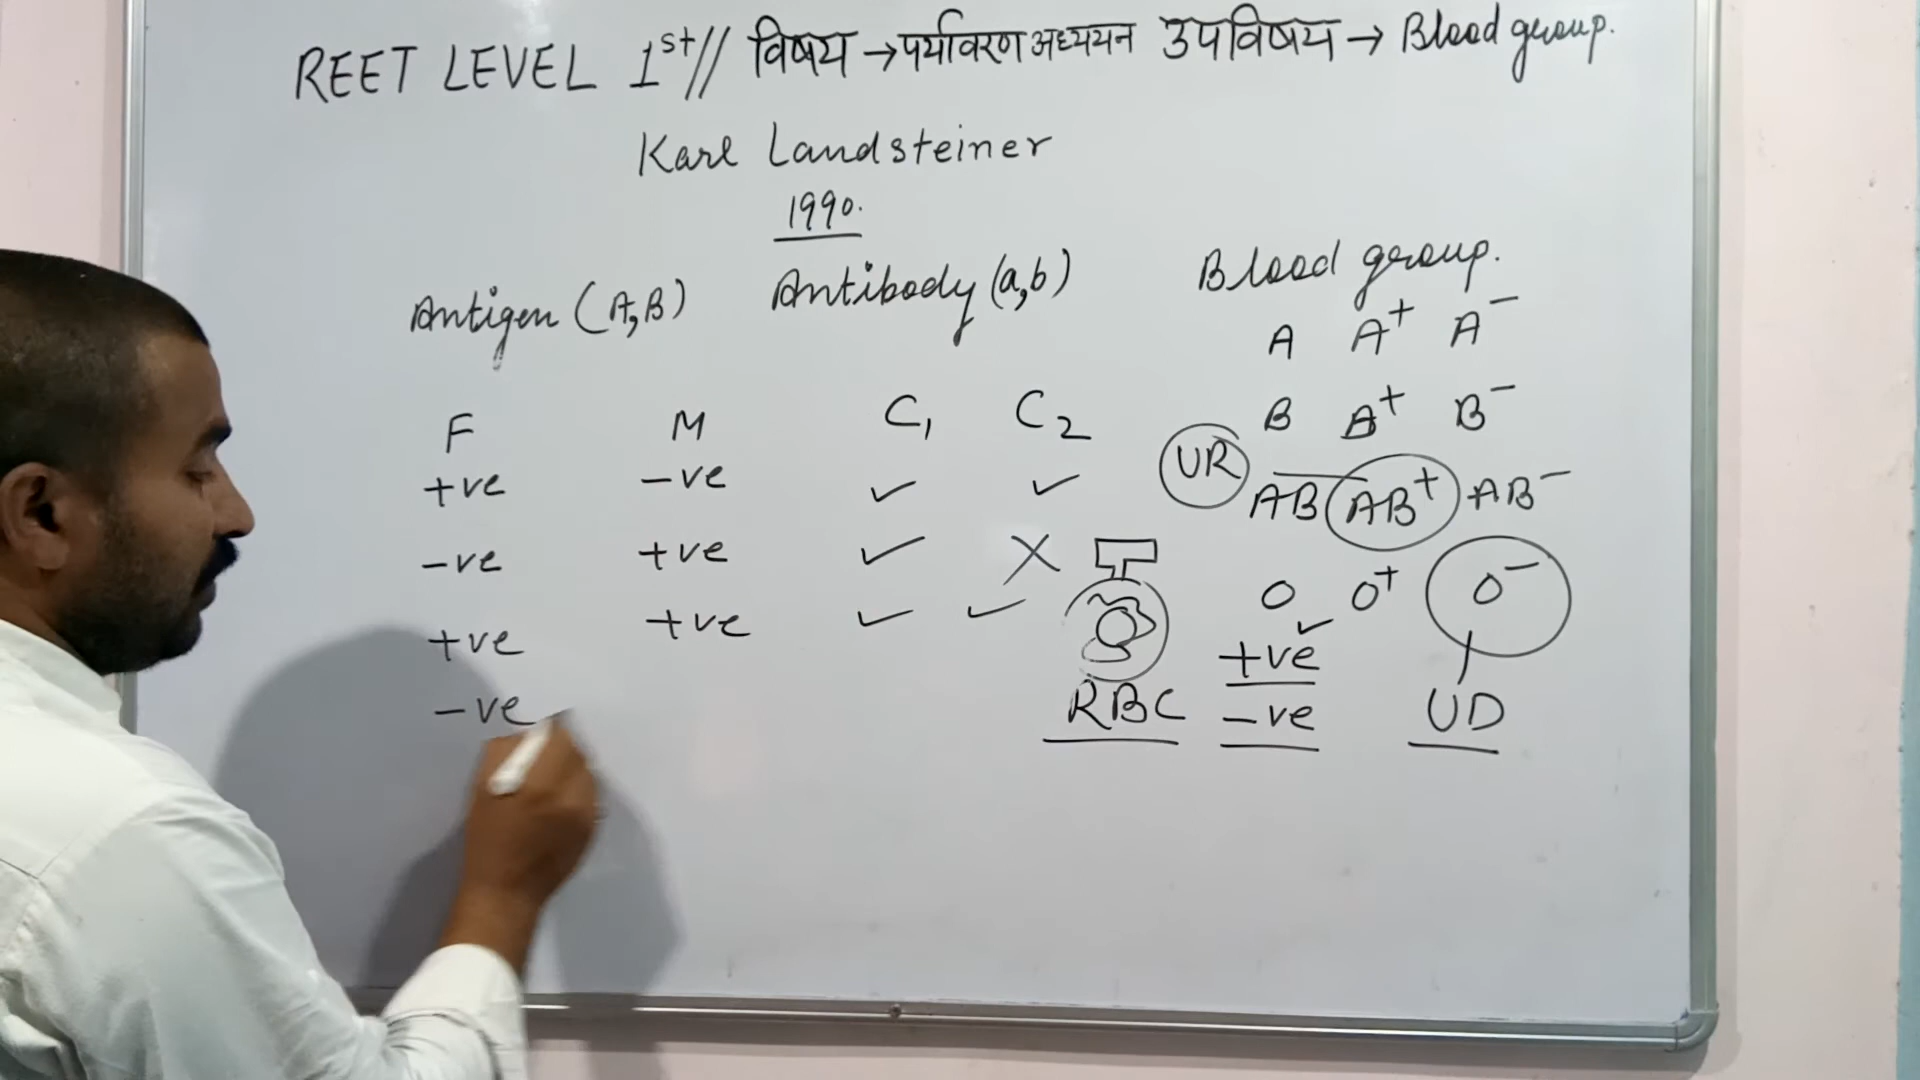 REET LEVEL 1st // विषय → पर्यावरण अध्ययन उपविषय → Blood group.
Karl Landsteiner
1990.
Antigen (A,B) Antibody (a,b) Blood group.
A A+ A-
F M C1 C2 B B+ B-
+ve -ve ✓ ✓ UR AB AB+ AB-
-ve +ve ✓ X O O+ O-
+ve +ve ✓ ✓ +ve ✓
-ve RBC -ve UD